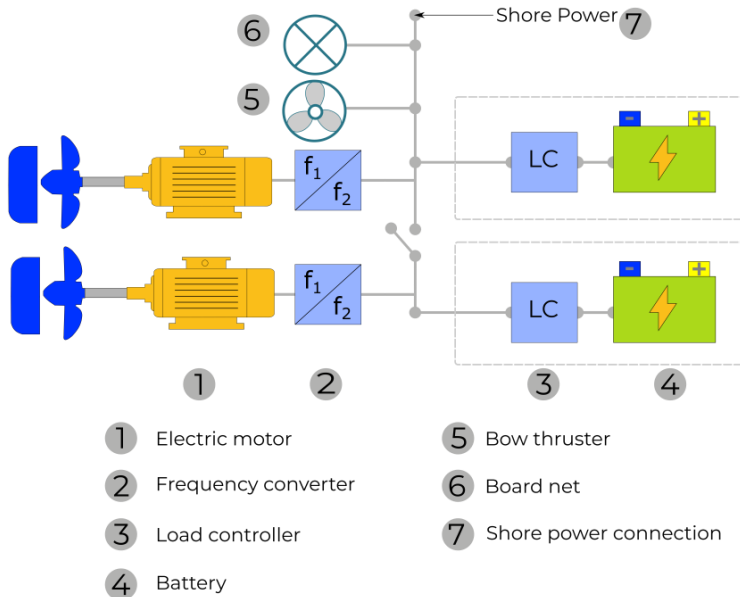 Shore Power
7
6
5
- +
f1
f2
LC
- +
f1
f2
LC
1
2
3
4
1 Electric motor
2 Frequency converter
3 Load controller
4 Battery
5 Bow thruster
6 Board net
7 Shore power connection